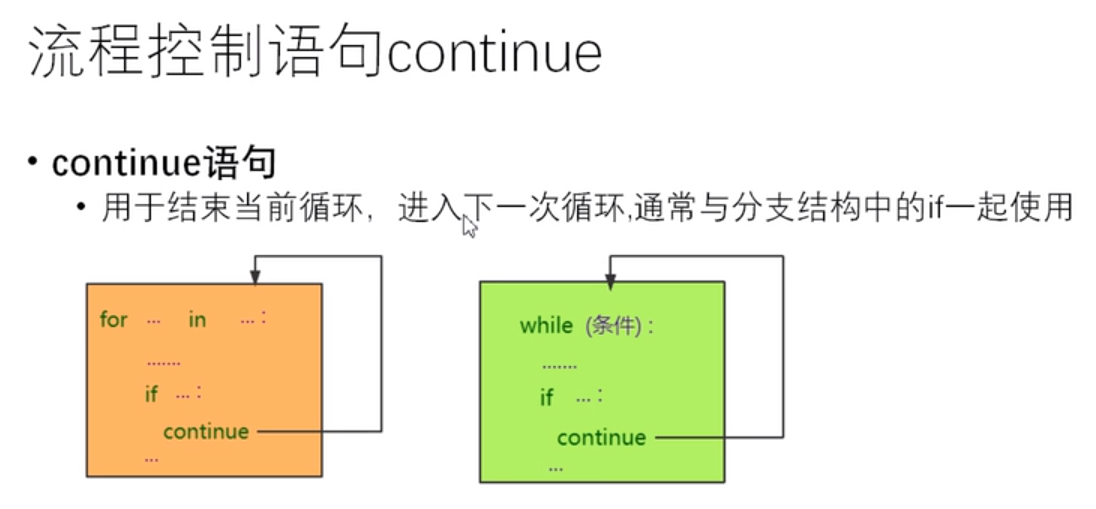 流程控制语句continue
• continue语句
• 用于结束当前循环，进入下一次循环,通常与分支结构中的if一起使用
for ... in ... :
.......
if ... :
continue
...
while (条件) :
.......
if ... :
continue
...